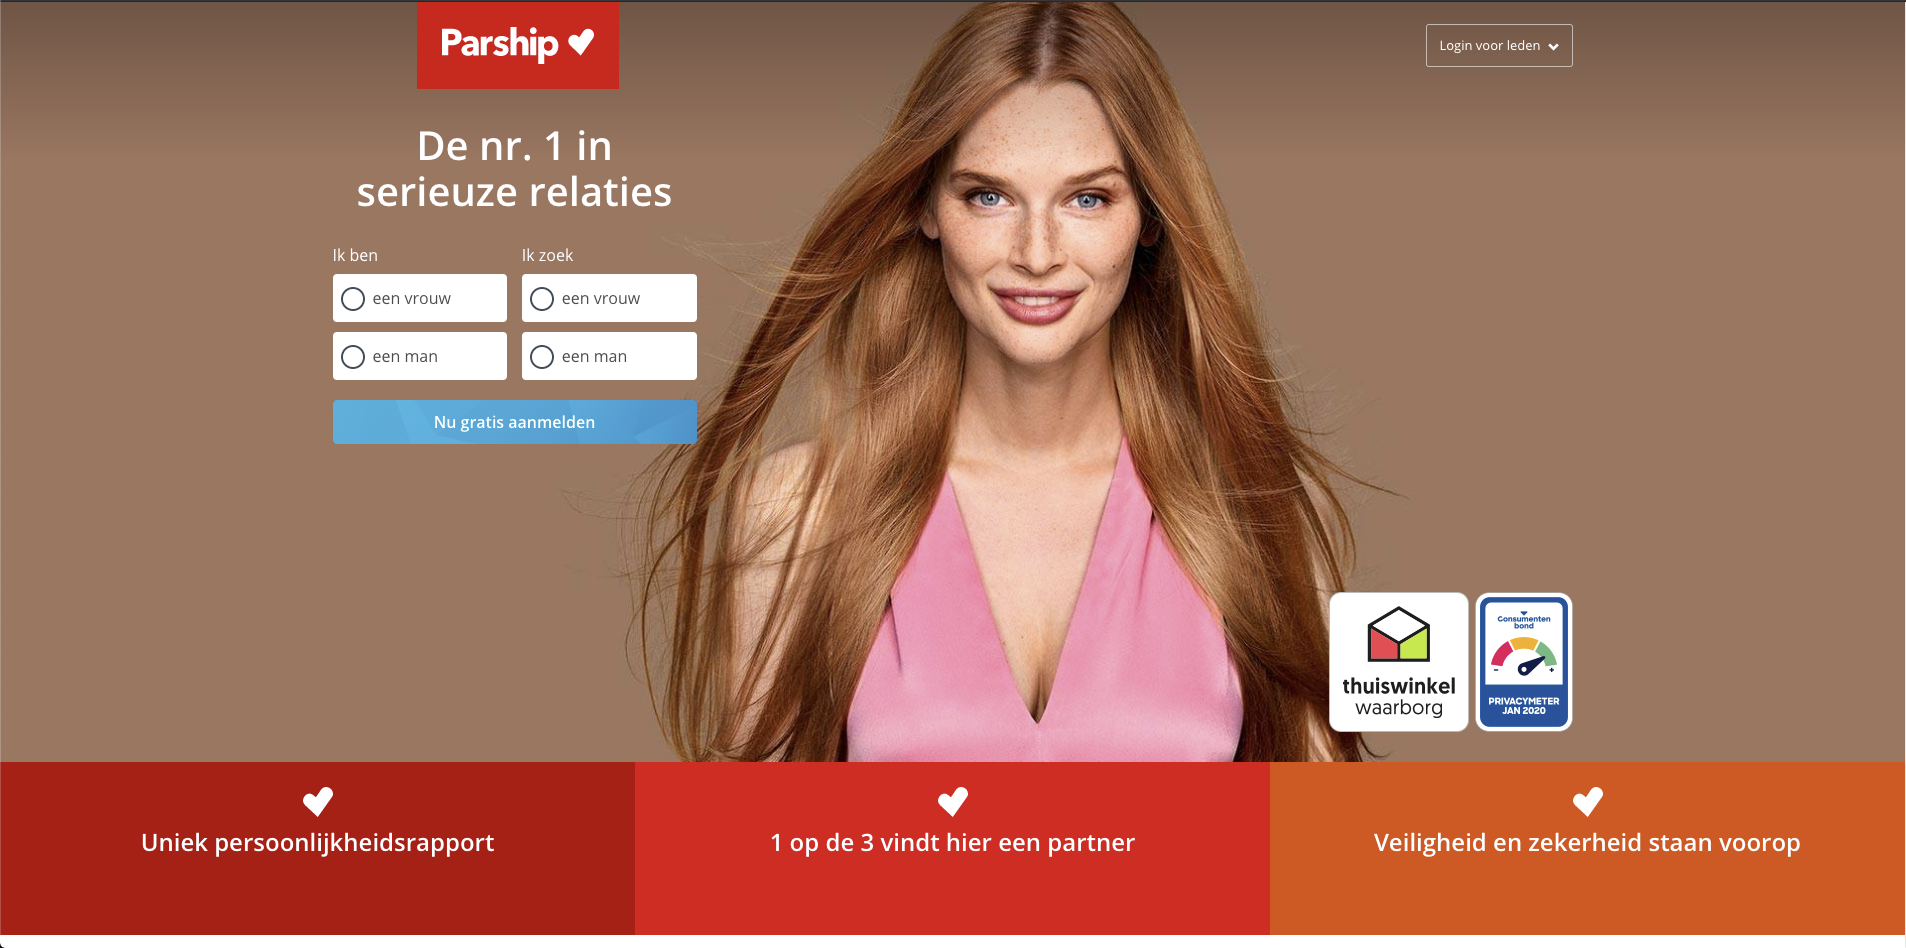 Parship
Login voor leden
De nr. 1 in
serieuze relaties
Ik ben
Ik zoek
een vrouw
een vrouw
een man
een man
Nu gratis aanmelden
thuiswinkel
waarborg
Consumenten
bond
- +
PRIVACYMETER
JAN 2020
Uniek persoonlijkheidsrapport
1 op de 3 vindt hier een partner
Veiligheid en zekerheid staan voorop